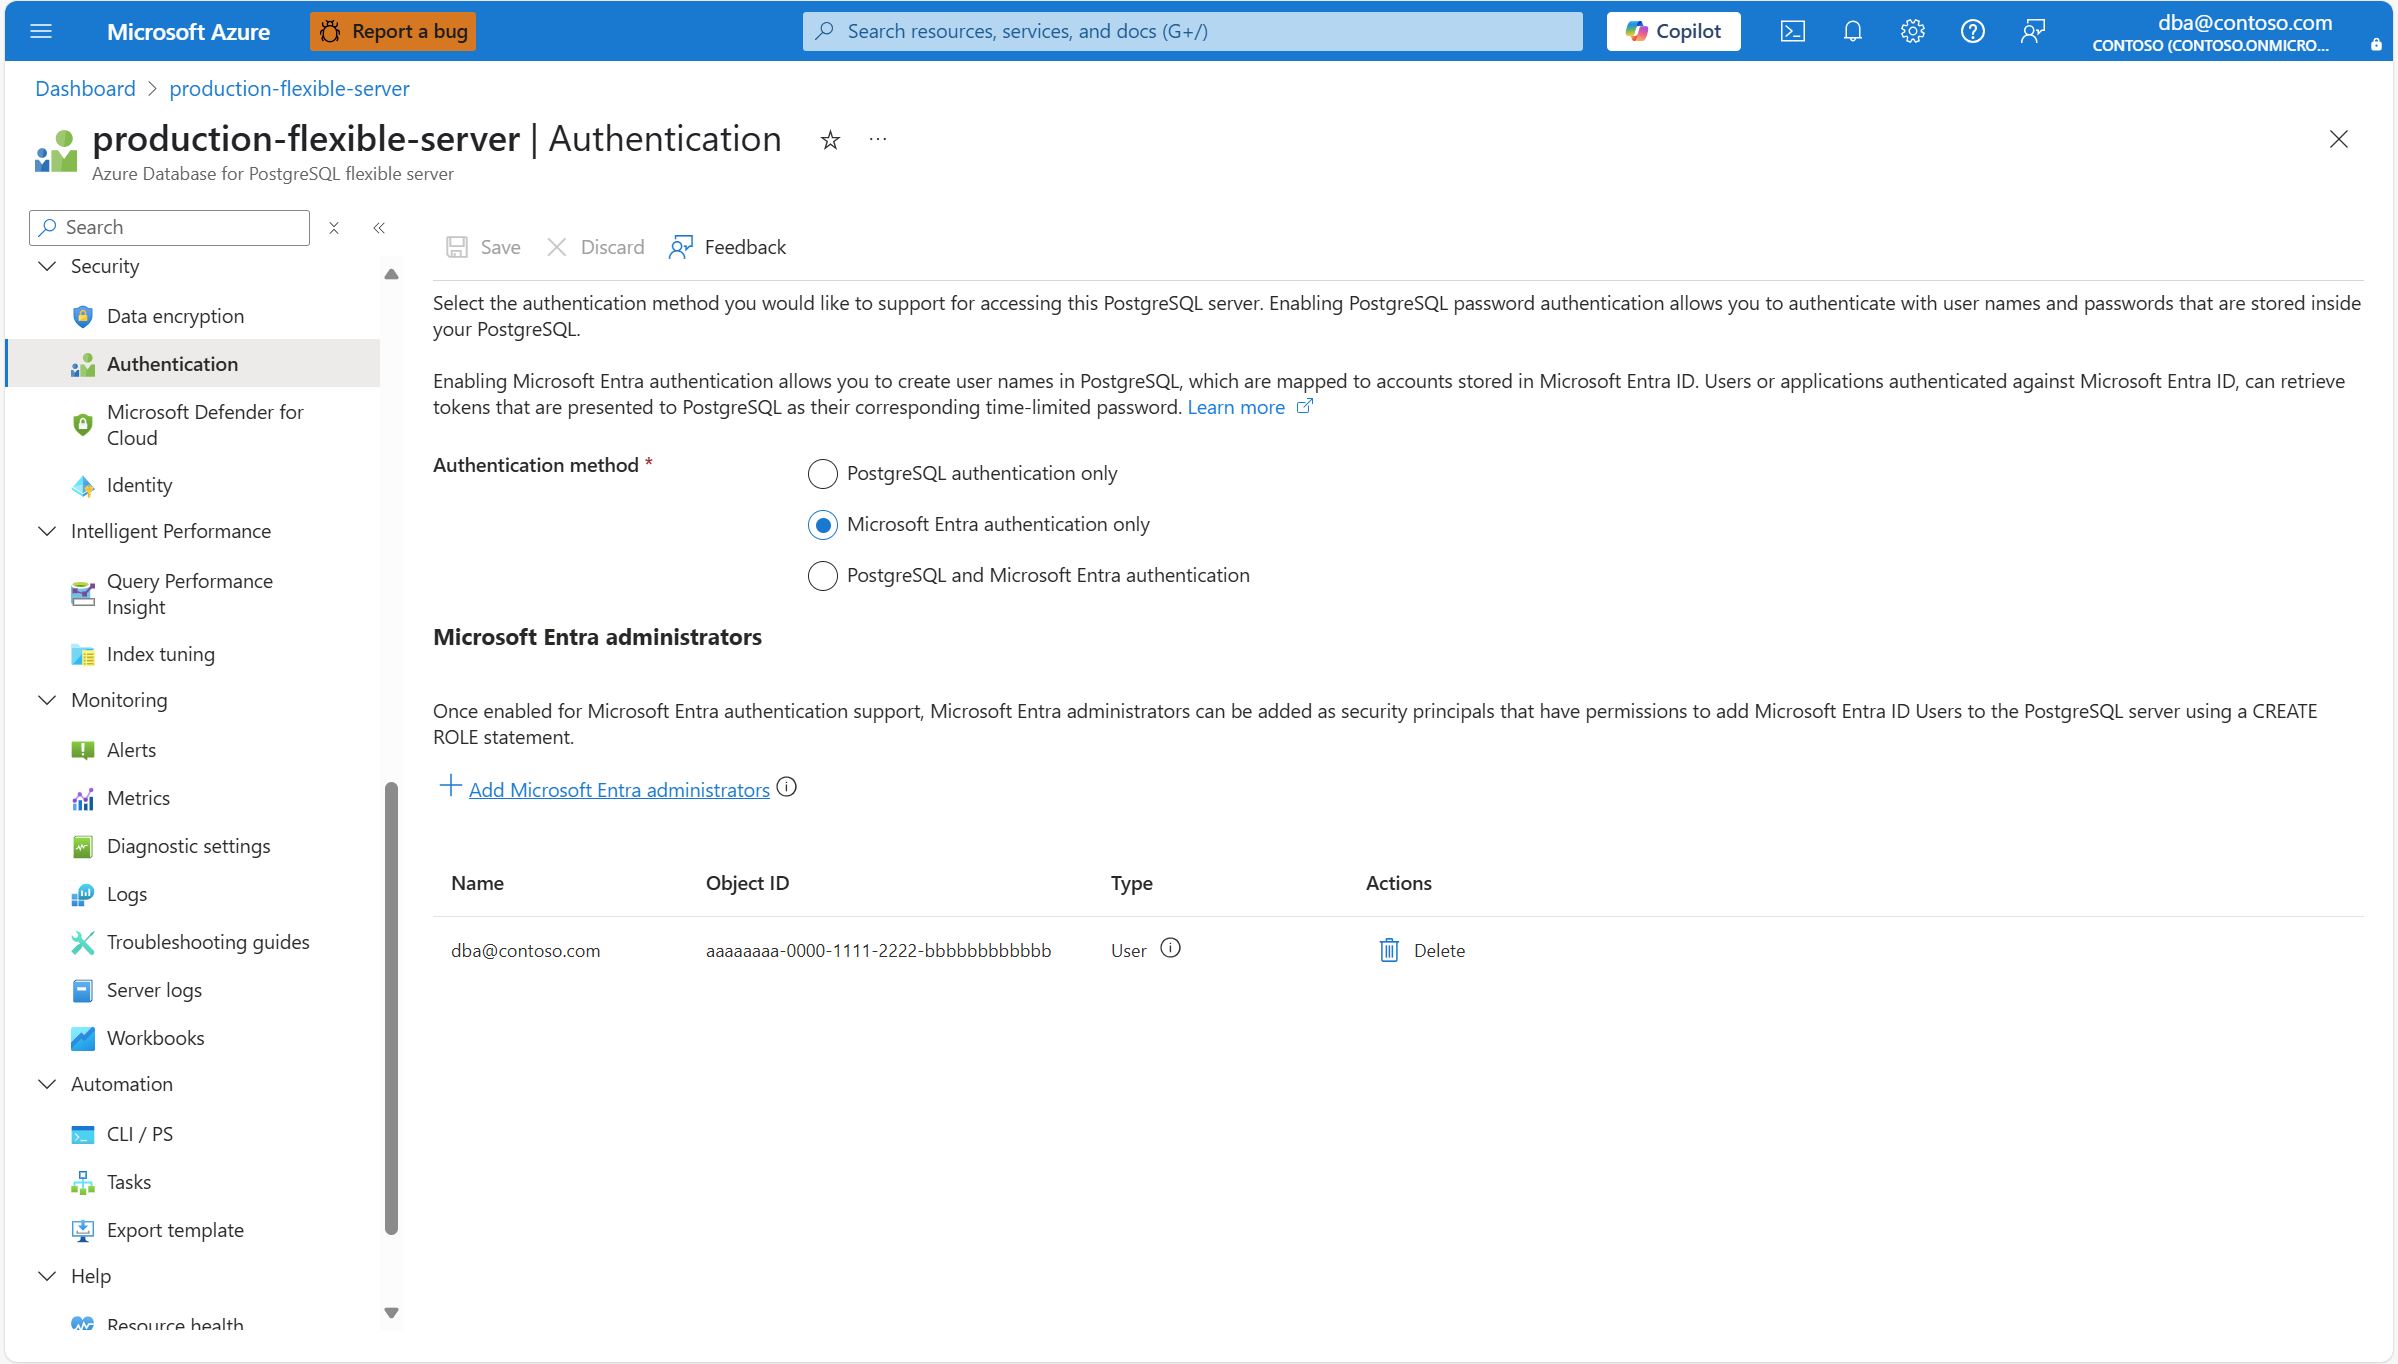 Microsoft Azure
Report a bug
Search resources, services, and docs (G+/)
Copilot
dba@contoso.com
CONTOSO (CONTOSO.ONMICRO...
Dashboard > production-flexible-server
production-flexible-server | Authentication
Azure Database for PostgreSQL flexible server
Search
Security
Data encryption
Authentication
Microsoft Defender for
Cloud
Identity
Intelligent Performance
Query Performance
Insight
Index tuning
Monitoring
Alerts
Metrics
Diagnostic settings
Logs
Troubleshooting guides
Server logs
Workbooks
Automation
CLI / PS
Tasks
Export template
Help
Resource health
Save
Discard
Feedback
Select the authentication method you would like to support for accessing this PostgreSQL server. Enabling PostgreSQL password authentication allows you to authenticate with user names and passwords that are stored inside
your PostgreSQL.
Enabling Microsoft Entra authentication allows you to create user names in PostgreSQL, which are mapped to accounts stored in Microsoft Entra ID. Users or applications authenticated against Microsoft Entra ID, can retrieve
tokens that are presented to PostgreSQL as their corresponding time-limited password. Learn more
Authentication method *
PostgreSQL authentication only
Microsoft Entra authentication only
PostgreSQL and Microsoft Entra authentication
Microsoft Entra administrators
Once enabled for Microsoft Entra authentication support, Microsoft Entra administrators can be added as security principals that have permissions to add Microsoft Entra ID Users to the PostgreSQL server using a CREATE
ROLE statement.
Add Microsoft Entra administrators
Name Object ID Type Actions
dba@contoso.com aaaaaaaa-0000-1111-2222-bbbbbbbbbbbb User Delete